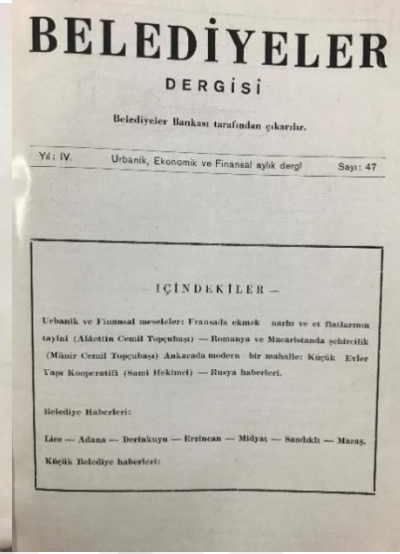 BELEDİYELER
DERGİSİ
Belediyeler Bankası tarafından çıkarılır.
Yıl: IV. Urbanik, Ekonomik ve Finansal aylık dergi Sayı: 47
— İÇİNDEKİLER —
Urbanik ve Finansal meseleler: Fransada ekmek narhı ve et fiatlarının
tayini (Alâettin Cemil Topçubaşı) — Romanya ve Macaristanda şehircilik
(Münir Cemil Topçubaşı) Ankarada modern bir mahalle: Küçük Evler
Yapı Kooperatifi (Sami Hekimci) — Rusya haberleri.
Belediye Haberleri:
Lice — Adana — Derinkuyu — Erzincan — Midyat — Sandıklı — Maraş.
Küçük Belediye haberleri: